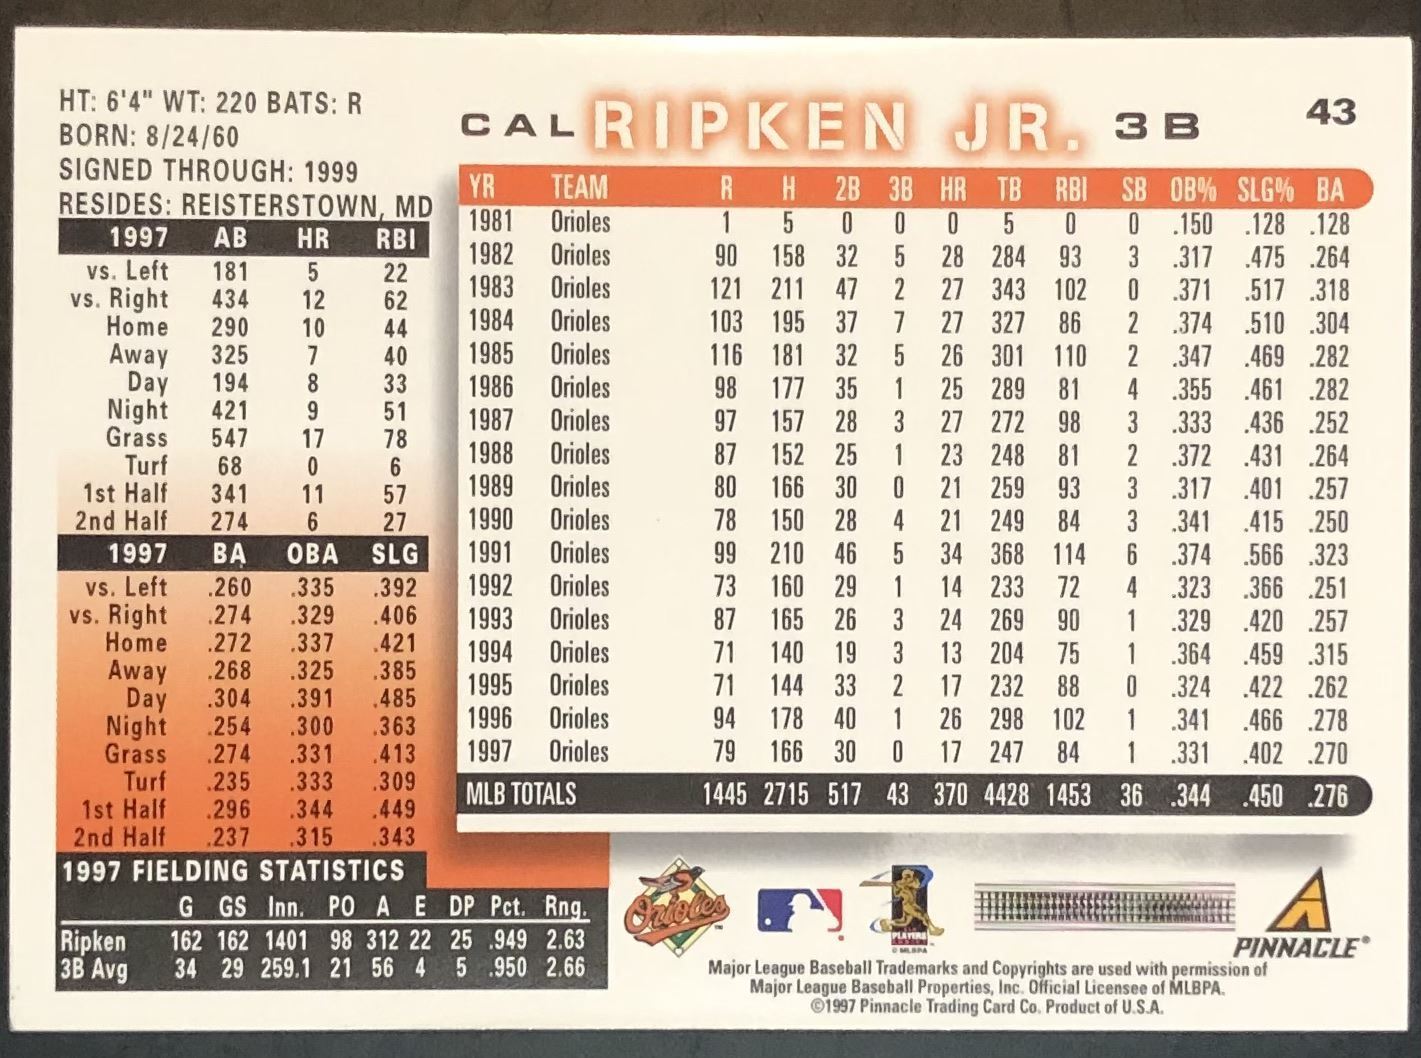 HT: 6'4" WT: 220 BATS: R
BORN: 8/24/60
SIGNED THROUGH: 1999
RESIDES: REISTERSTOWN, MD
1997 AB HR RBI
vs. Left 181 5 22
vs. Right 434 12 62
Home 290 10 44
Away 325 7 40
Day 194 8 33
Night 421 9 51
Grass 547 17 78
Turf 68 0 6
1st Half 341 11 57
2nd Half 274 6 27
1997 BA OBA SLG
vs. Left .260 .335 .392
vs. Right .274 .329 .406
Home .272 .337 .421
Away .268 .325 .385
Day .304 .391 .485
Night .254 .300 .363
Grass .274 .331 .413
Turf .235 .333 .309
1st Half .296 .344 .449
2nd Half .237 .315 .343
1997 FIELDING STATISTICS
G GS Inn. PO A E DP Pct. Rng.
Ripken 162 162 1401 98 312 22 25 .949 2.63
3B Avg 34 29 259.1 21 56 4 5 .950 2.66
CAL RIPKEN JR. 3B 43
YR TEAM R H 2B 3B HR TB RBI SB OB% SLG% BA
1981 Orioles 1 5 0 0 0 5 0 0 .150 .128 .128
1982 Orioles 90 158 32 5 28 284 93 3 .317 .475 .264
1983 Orioles 121 211 47 2 27 343 102 0 .371 .517 .318
1984 Orioles 103 195 37 7 27 327 86 2 .374 .510 .304
1985 Orioles 116 181 32 5 26 301 110 2 .347 .469 .282
1986 Orioles 98 177 35 1 25 289 81 4 .355 .461 .282
1987 Orioles 97 157 28 3 27 272 98 3 .333 .436 .252
1988 Orioles 87 152 25 1 23 248 81 2 .372 .431 .264
1989 Orioles 80 166 30 0 21 259 93 3 .317 .401 .257
1990 Orioles 78 150 28 4 21 249 84 3 .341 .415 .250
1991 Orioles 99 210 46 5 34 368 114 6 .374 .566 .323
1992 Orioles 73 160 29 1 14 233 72 4 .323 .366 .251
1993 Orioles 87 165 26 3 24 269 90 1 .329 .420 .257
1994 Orioles 71 140 19 3 13 204 75 1 .364 .459 .315
1995 Orioles 71 144 33 2 17 232 88 0 .324 .422 .262
1996 Orioles 94 178 40 1 26 298 102 1 .341 .466 .278
1997 Orioles 79 166 30 0 17 247 84 1 .331 .402 .270
MLB TOTALS 1445 2715 517 43 370 4428 1453 36 .344 .450 .276
Orioles
PLAYERS
© MLBPA
PINNACLE®
Major League Baseball Trademarks and Copyrights are used with permission of
Major League Baseball Properties, Inc. Official Licensee of MLBPA.
©1997 Pinnacle Trading Card Co. Product of U.S.A.